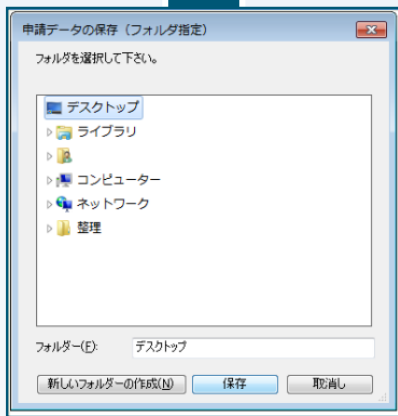 申請データの保存（フォルダ指定）
フォルダを選択して下さい。
デスクトップ
ライブラリ
コンピューター
ネットワーク
整理
フォルダー(F): デスクトップ
新しいフォルダーの作成(N) 保存 取消し